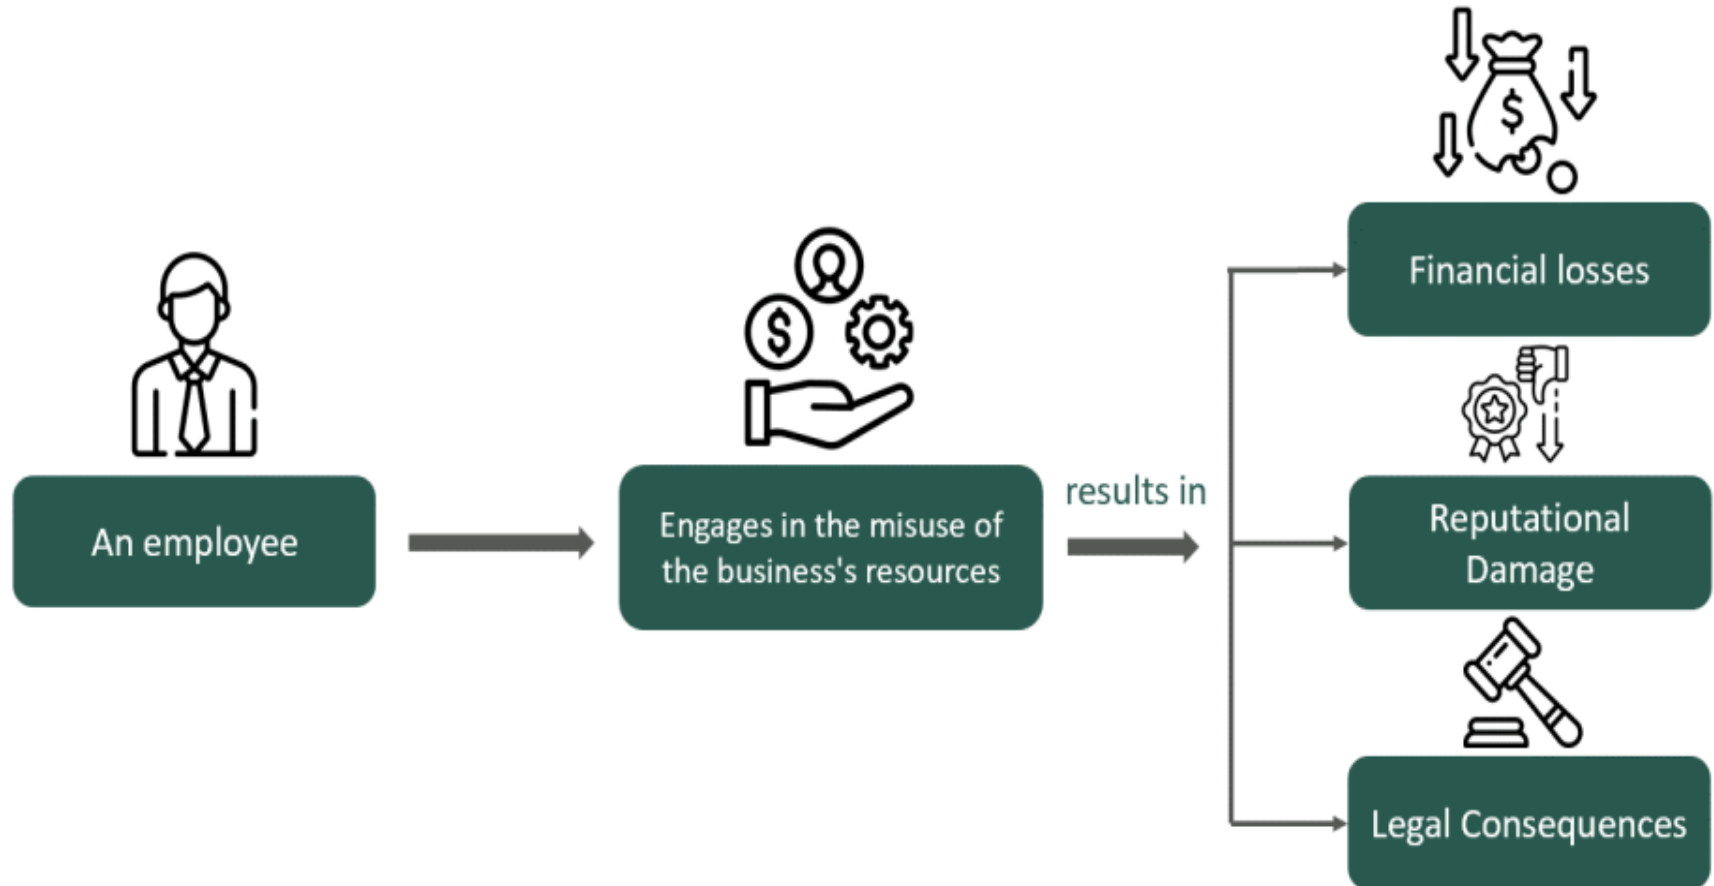 An employee
Engages in the misuse of
the business's resources
results in
Financial losses
Reputational
Damage
Legal Consequences
$
$